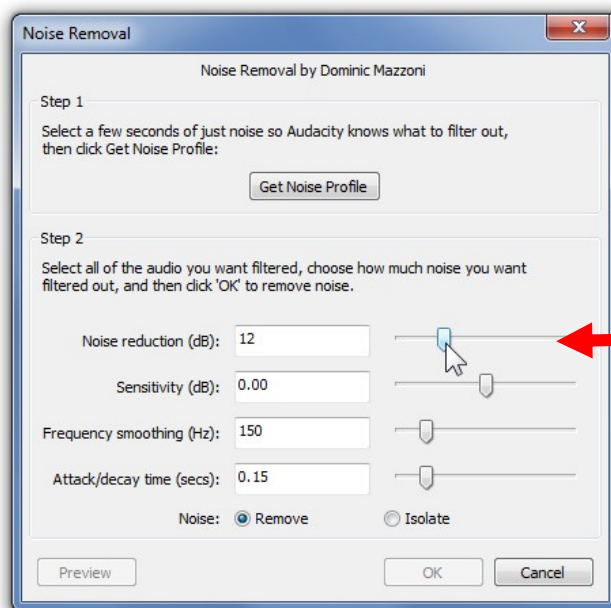 Noise Removal
Noise Removal by Dominic Mazzoni
Step 1
Select a few seconds of just noise so Audacity knows what to filter out,
then click Get Noise Profile:
Get Noise Profile
Step 2
Select all of the audio you want filtered, choose how much noise you want
filtered out, and then click 'OK' to remove noise.
Noise reduction (dB): 12
Sensitivity (dB): 0.00
Frequency smoothing (Hz): 150
Attack/decay time (secs): 0.15
Noise: Remove Isolate
Preview OK Cancel